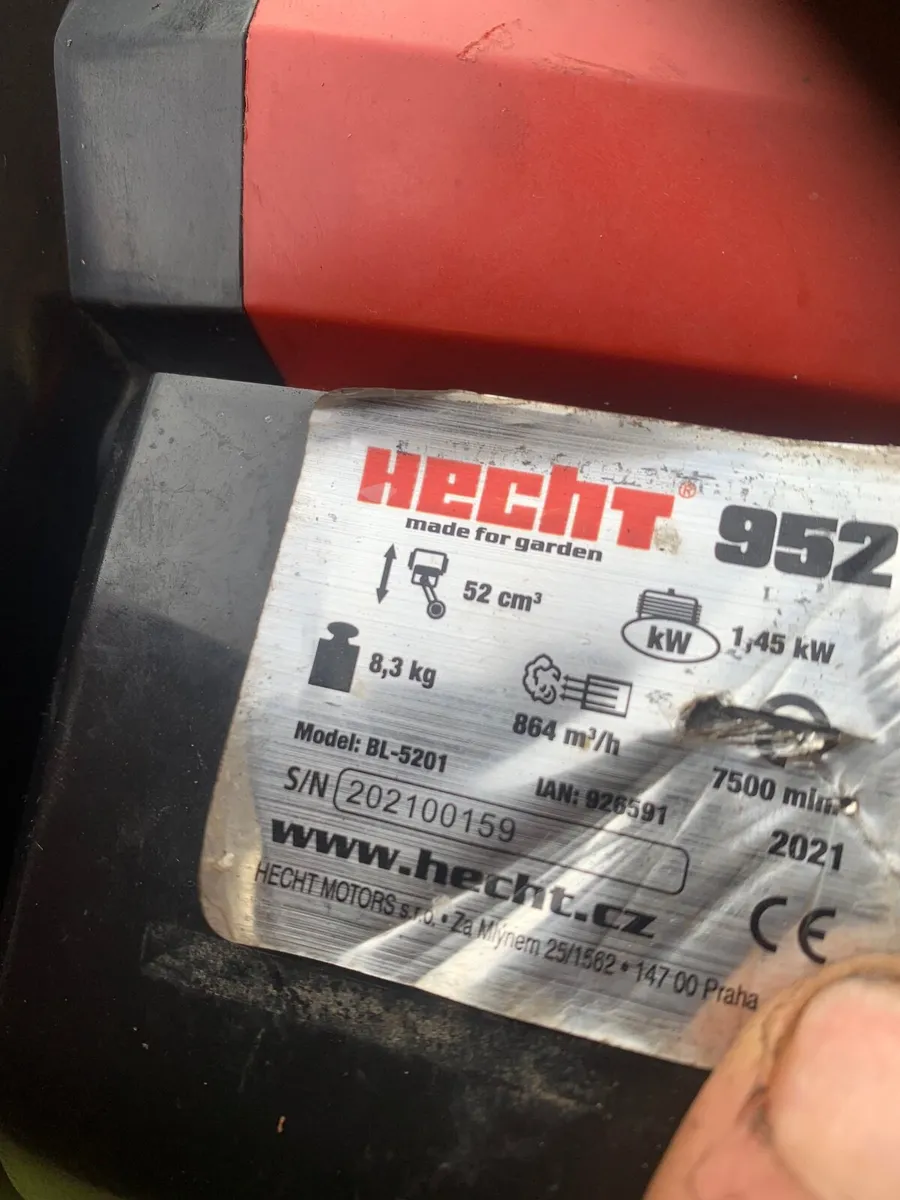 HECHT® 952
made for garden
52 cm³
kW 1,45 kW
8,3 kg
864 m³/h
7500 min.
Model: BL-5201
IAN: 926591
S/N 202100159
2021
www.hecht.cz
HECHT MOTORS s.r.o. • Za Mlýnem 25/1562 • 147 00 Praha
CE